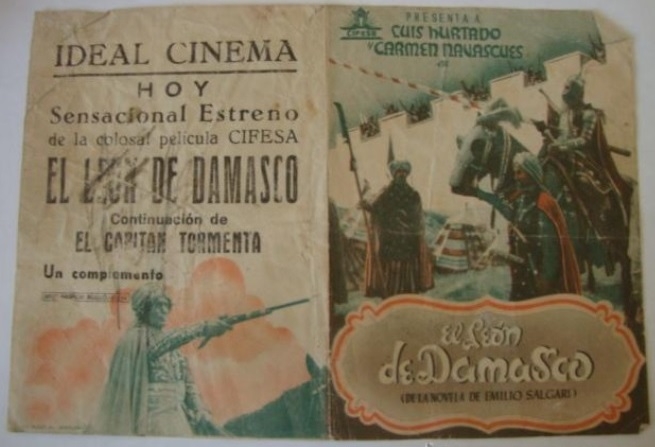 IDEAL CINEMA
HOY
Sensacional Estreno
de la colosal película CIFESA
EL LEON DE DAMASCO
Continuación de
EL CAPITAN TORMENTA
Un complemento
CIFESA
PRESENTA A
LUIS HURTADO
Y CARMEN NAVASCUES
EN
El León
de Damasco
(DE LA NOVELA DE EMILIO SALGARI)